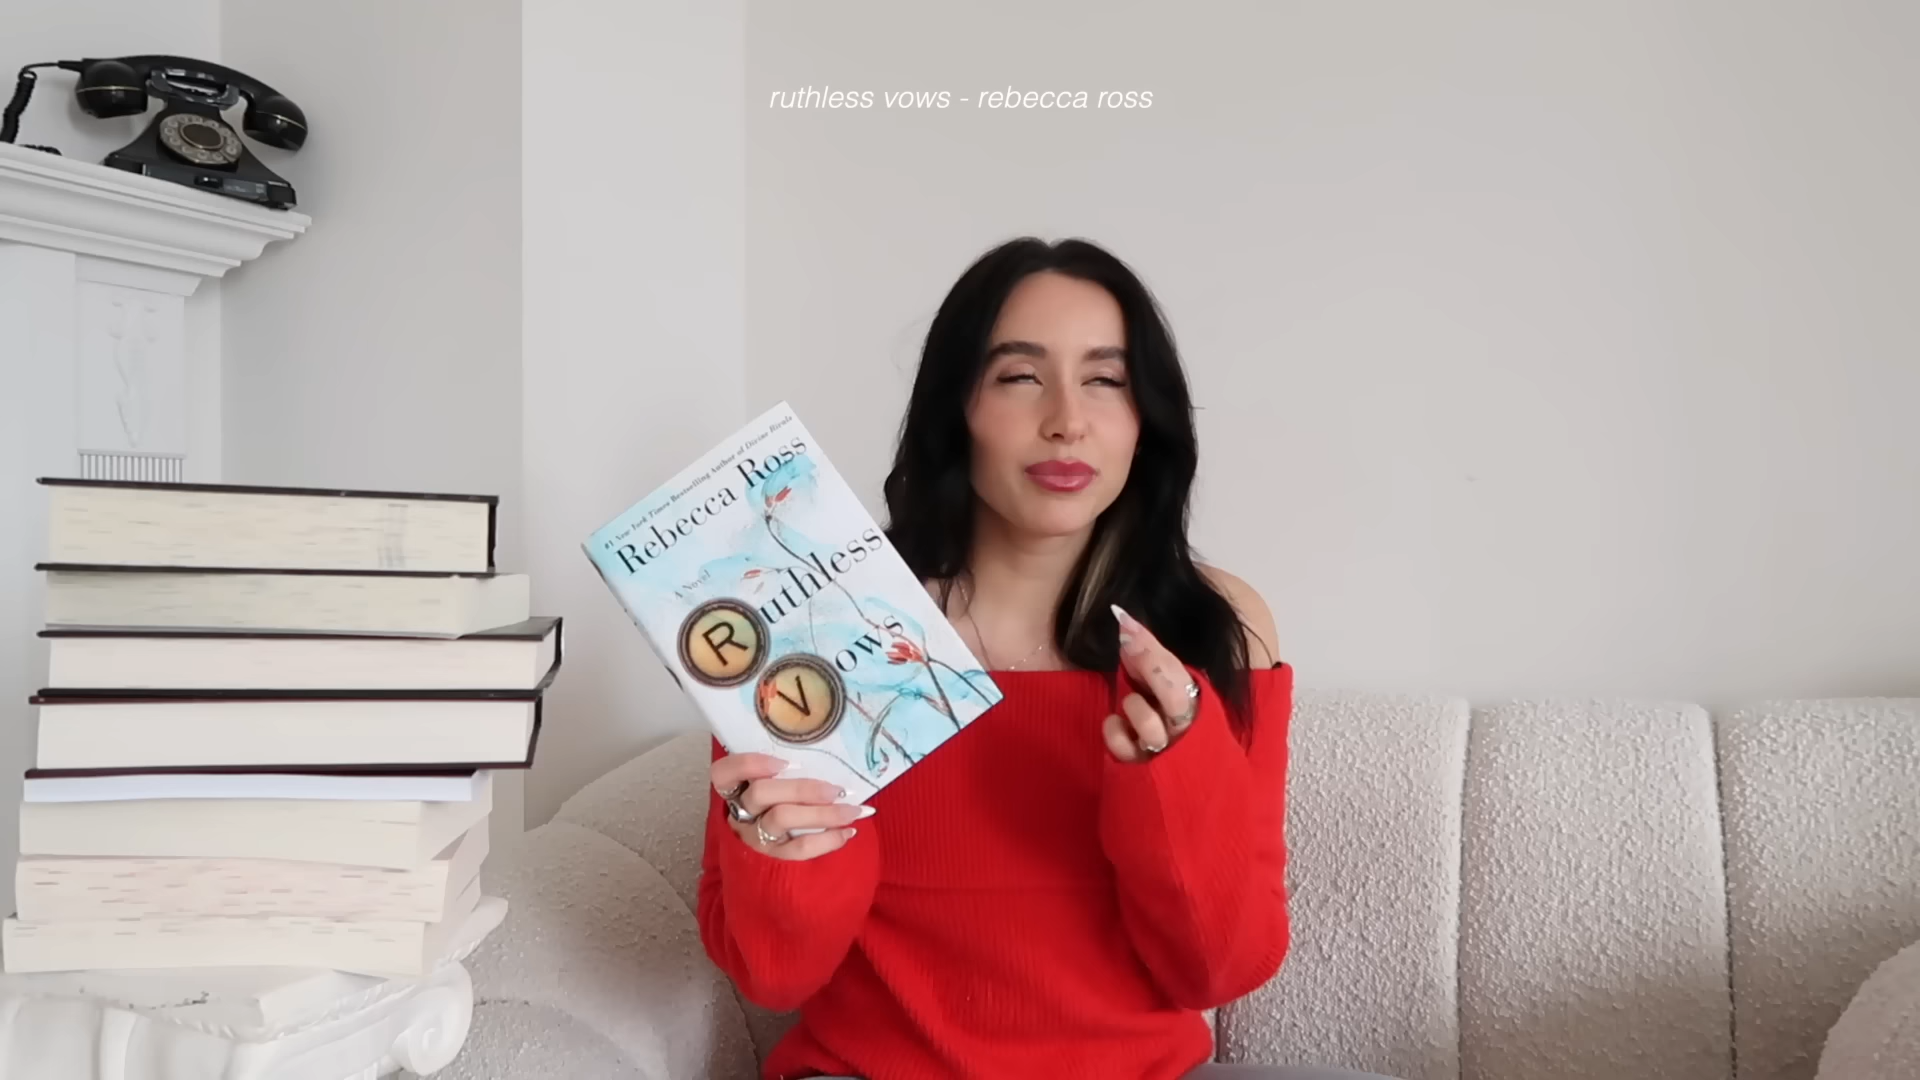 ruthless vows - rebecca ross
#1 New York Times Bestselling Author of Divine Rivals
Rebecca Ross
A Novel
Ruthless
Vows